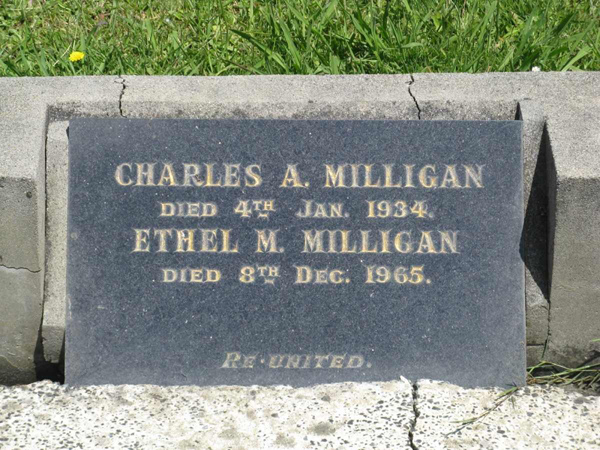 CHARLES A. MILLIGAN
DIED 4TH JAN. 1934.
ETHEL M. MILLIGAN
DIED 8TH DEC. 1965.
RE-UNITED.